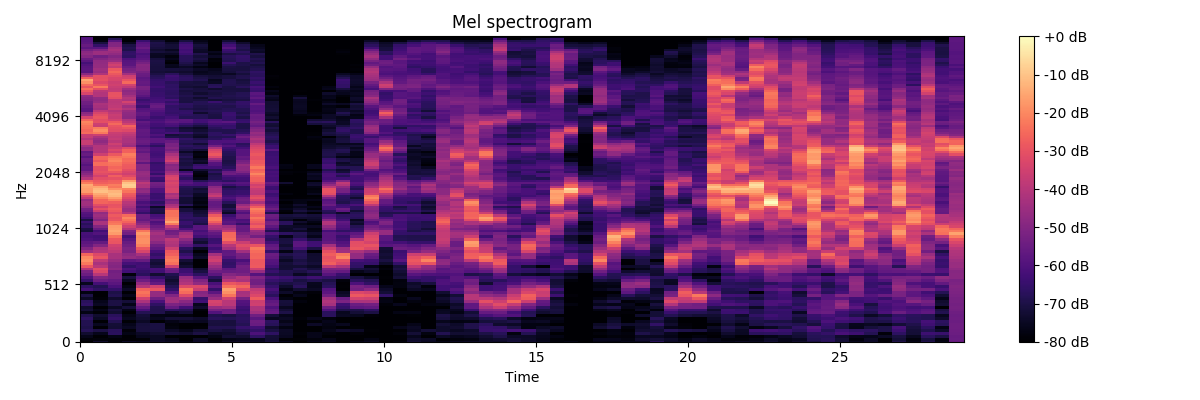 Mel spectrogram
8192
4096
2048
1024
512
0
Hz
0 5 10 15 20 25
Time
+0 dB
-10 dB
-20 dB
-30 dB
-40 dB
-50 dB
-60 dB
-70 dB
-80 dB